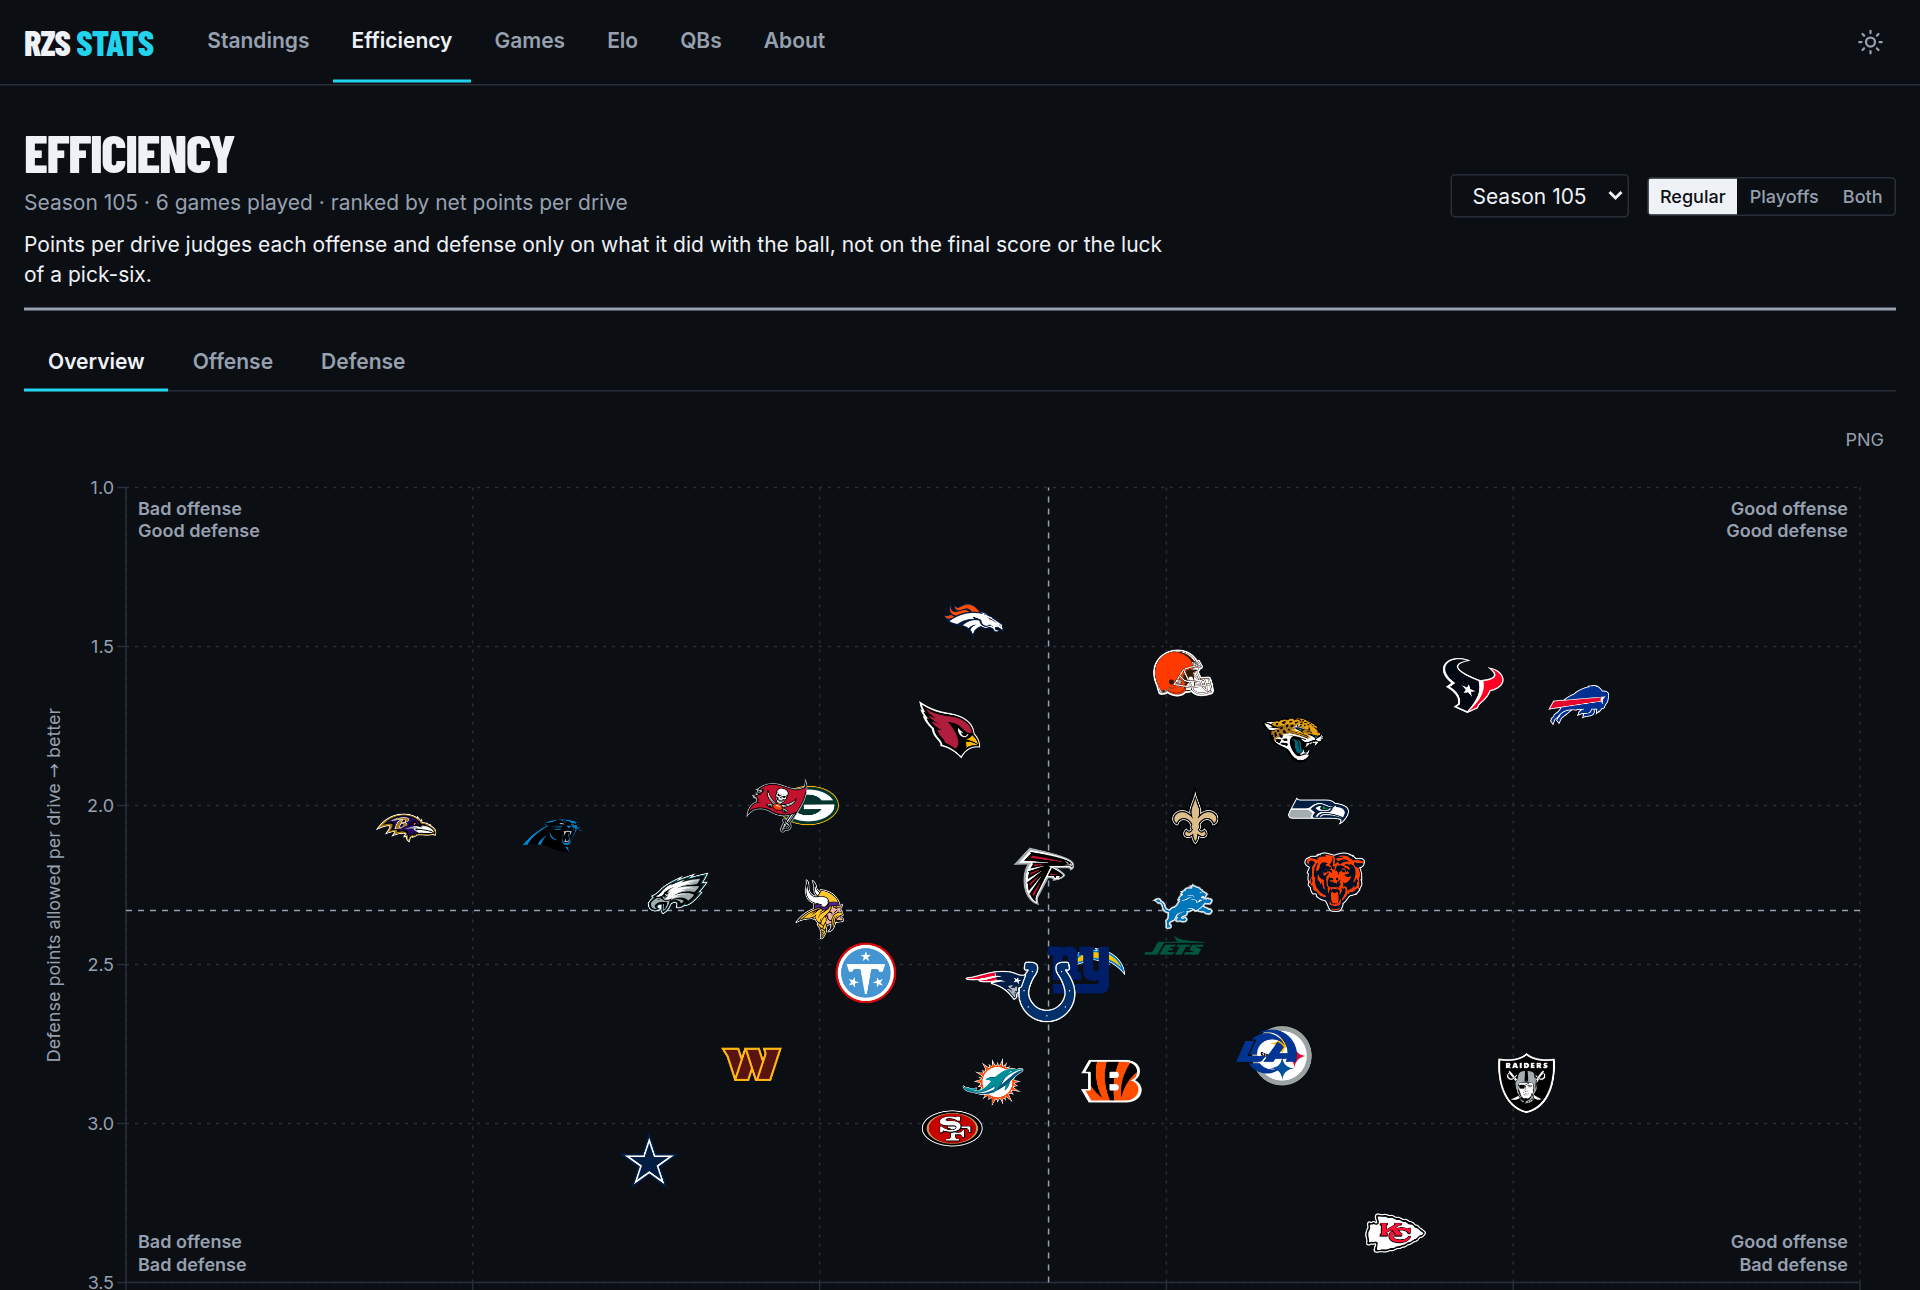 RZS STATS
Standings
Efficiency
Games
Elo
QBs
About
EFFICIENCY
Season 105 · 6 games played · ranked by net points per drive
Points per drive judges each offense and defense only on what it did with the ball, not on the final score or the luck
of a pick-six.
Season 105
Regular
Playoffs
Both
Overview
Offense
Defense
PNG
Defense points allowed per drive → better
1.0
1.5
2.0
2.5
3.0
3.5
Bad offense
Good defense
Good offense
Good defense
B
G
JETS
ny
T
W
LA
B
RAIDERS
SF
KC
Bad offense
Bad defense
Good offense
Bad defense